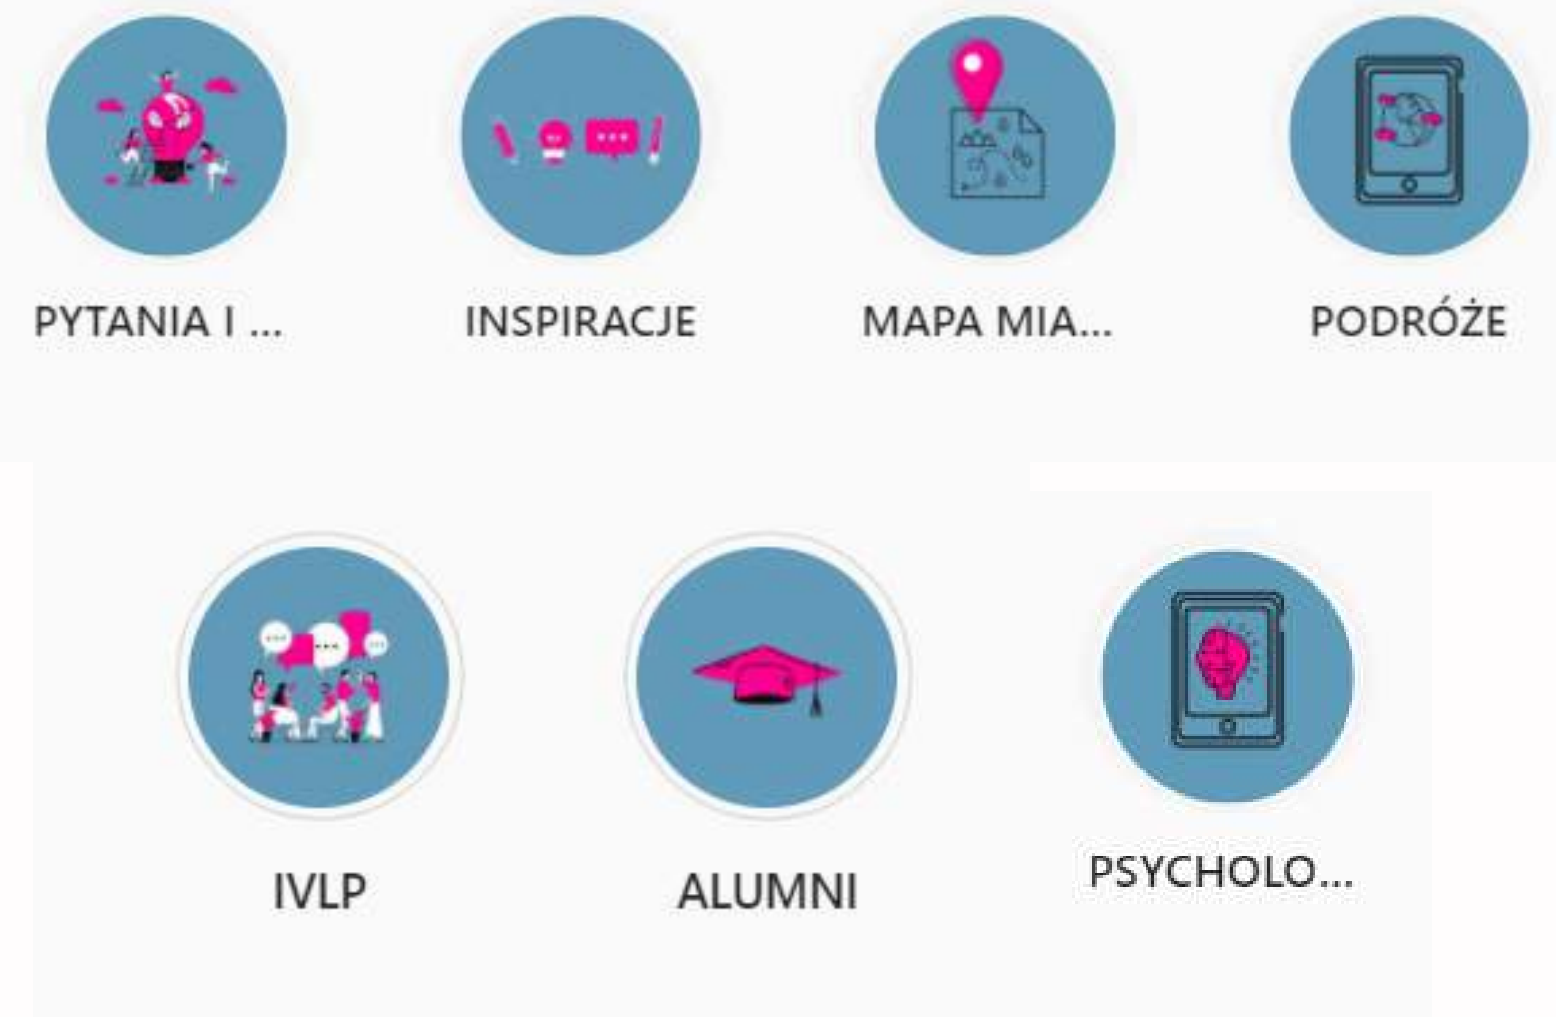 PYTANIA I ...
INSPIRACJE
MAPA MIA...
PODRÓŻE
IVLP
ALUMNI
PSYCHOLO...